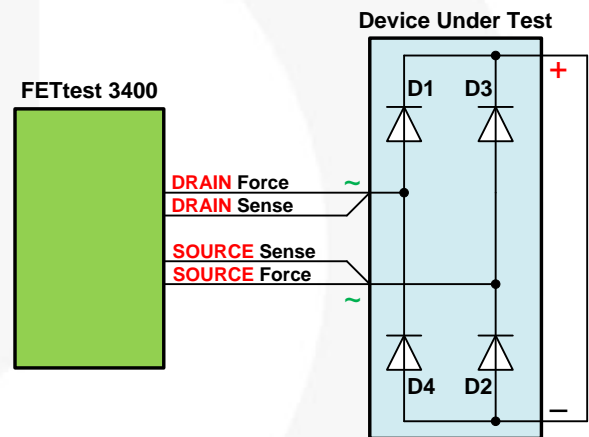 Device Under Test
+
FETtest 3400
D1 D3
DRAIN Force ~
DRAIN Sense
SOURCE Sense
SOURCE Force
~
D4 D2
–